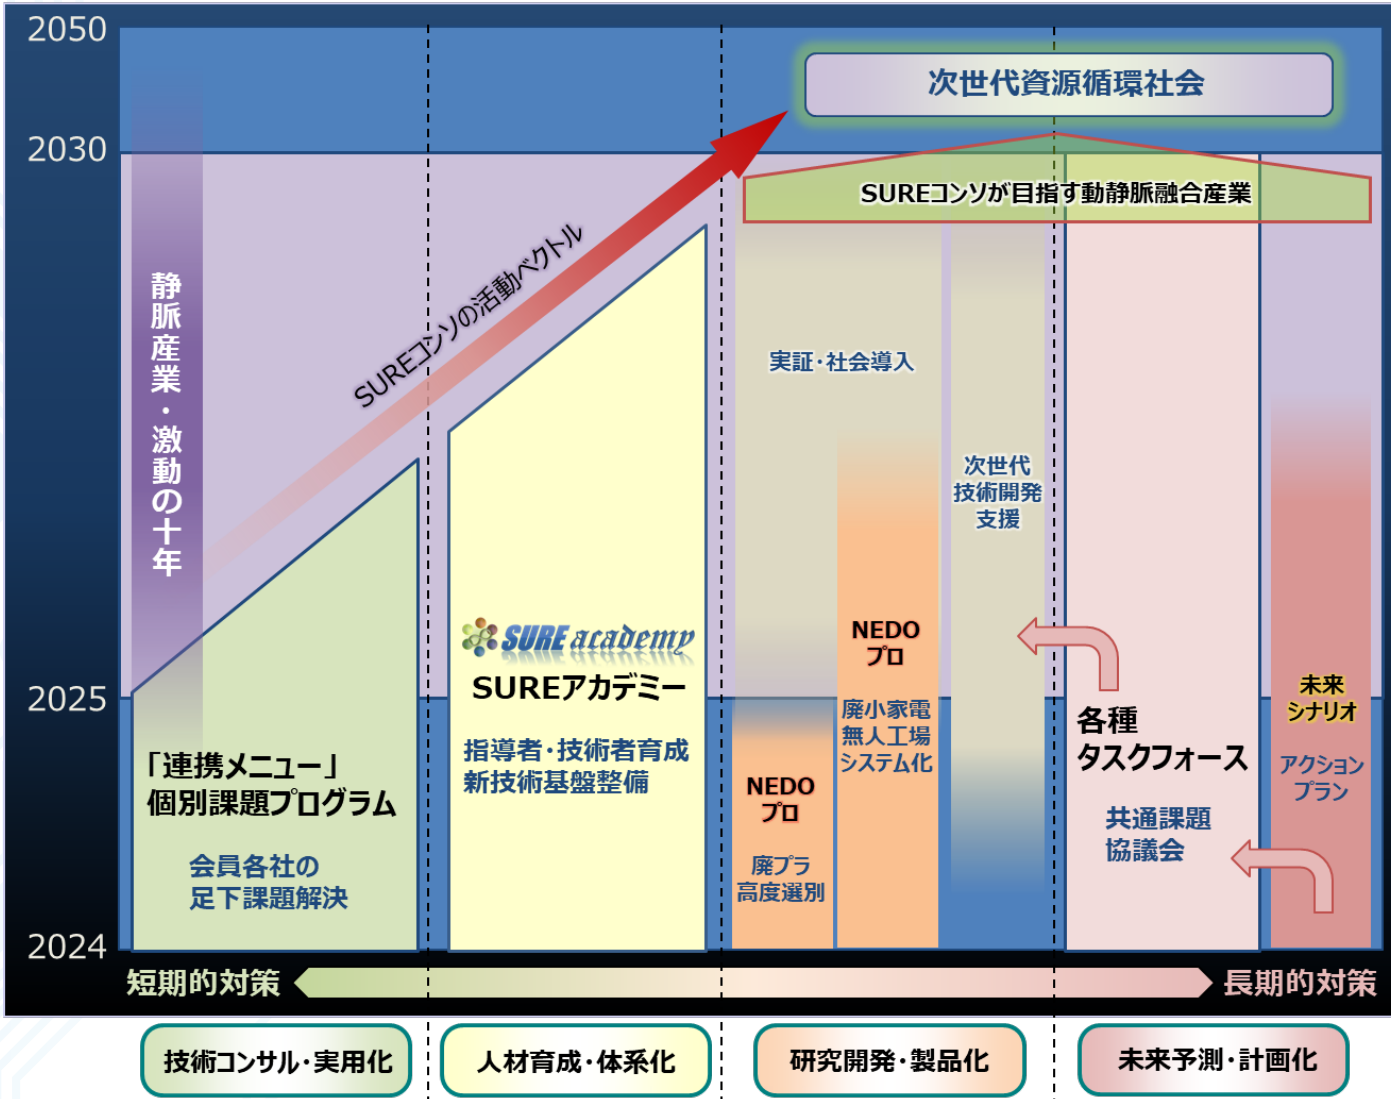 2050
2030
2025
2024
次世代資源循環社会
SUREコンソが目指す動静脈融合産業
SUREコンソの活動ベクトル
静脈産業・激動の十年
「連携メニュー」
個別課題プログラム
会員各社の
足下課題解決
SURE academy
SUREアカデミー
指導者・技術者育成
新技術基盤整備
実証・社会導入
NEDO
プロ
廃プラ
高度選別
NEDO
プロ
廃小家電
無人工場
システム化
次世代
技術開発
支援
各種
タスクフォース
共通課題
協議会
未来
シナリオ
アクション
プラン
短期的対策
長期的対策
技術コンサル・実用化
人材育成・体系化
研究開発・製品化
未来予測・計画化